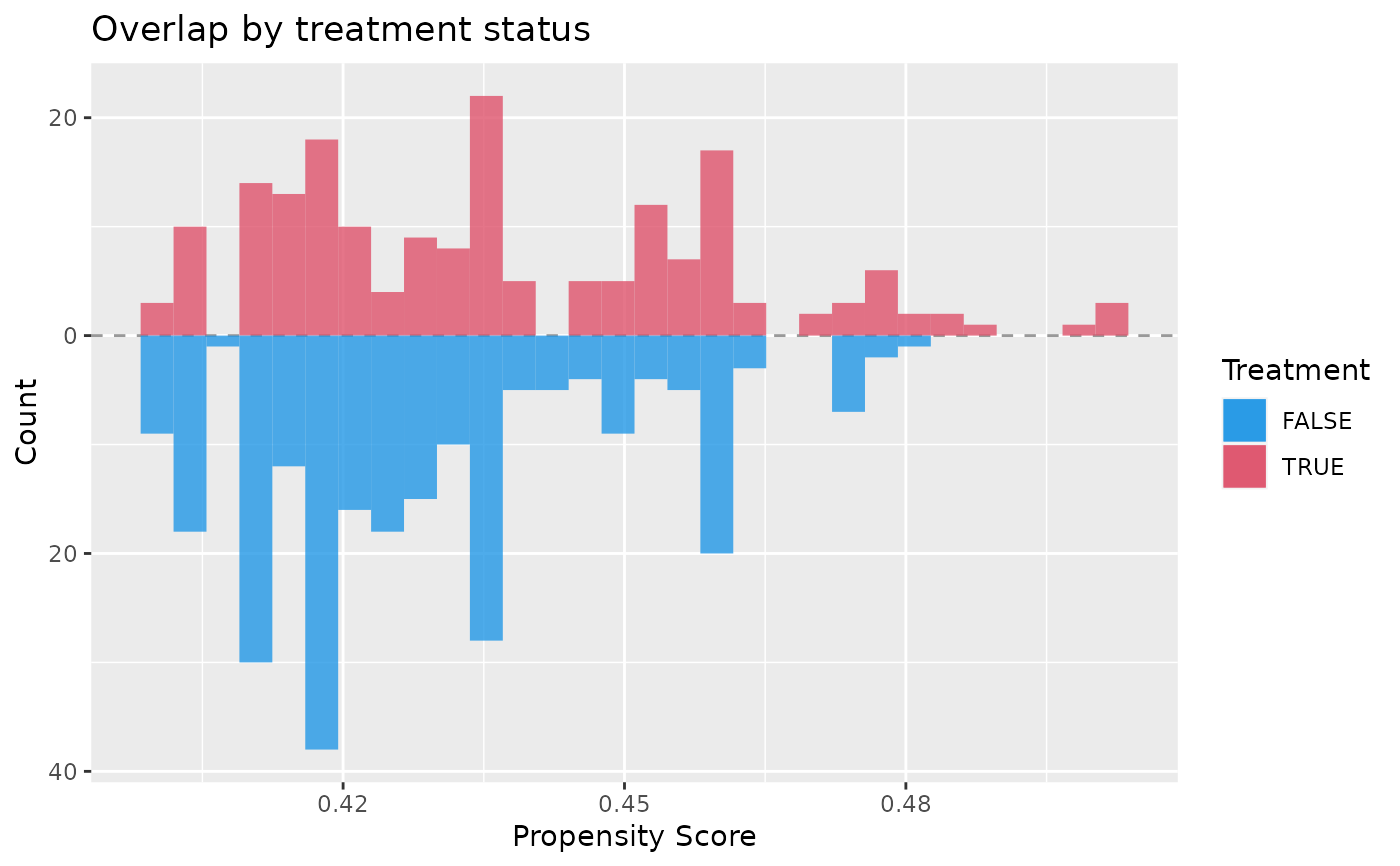 Overlap by treatment status
20
0
20
40
Count
0.42 0.45 0.48
Propensity Score
Treatment
FALSE
TRUE